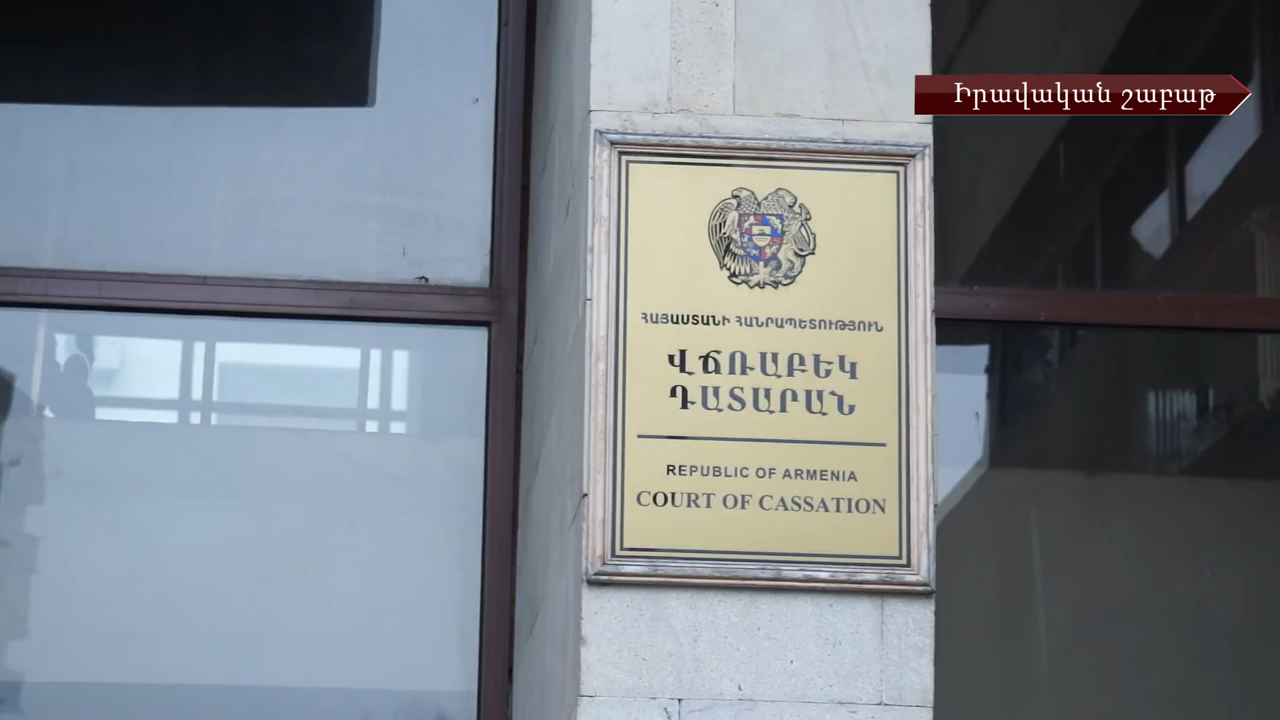 Իրավական շաբաթ
ՀԱՅԱՍՏԱՆԻ ՀԱՆՐԱՊԵՏՈՒԹՅՈՒՆ
ՎՃՌԱԲԵԿ
ԴԱՏԱՐԱՆ
REPUBLIC OF ARMENIA
COURT OF CASSATION